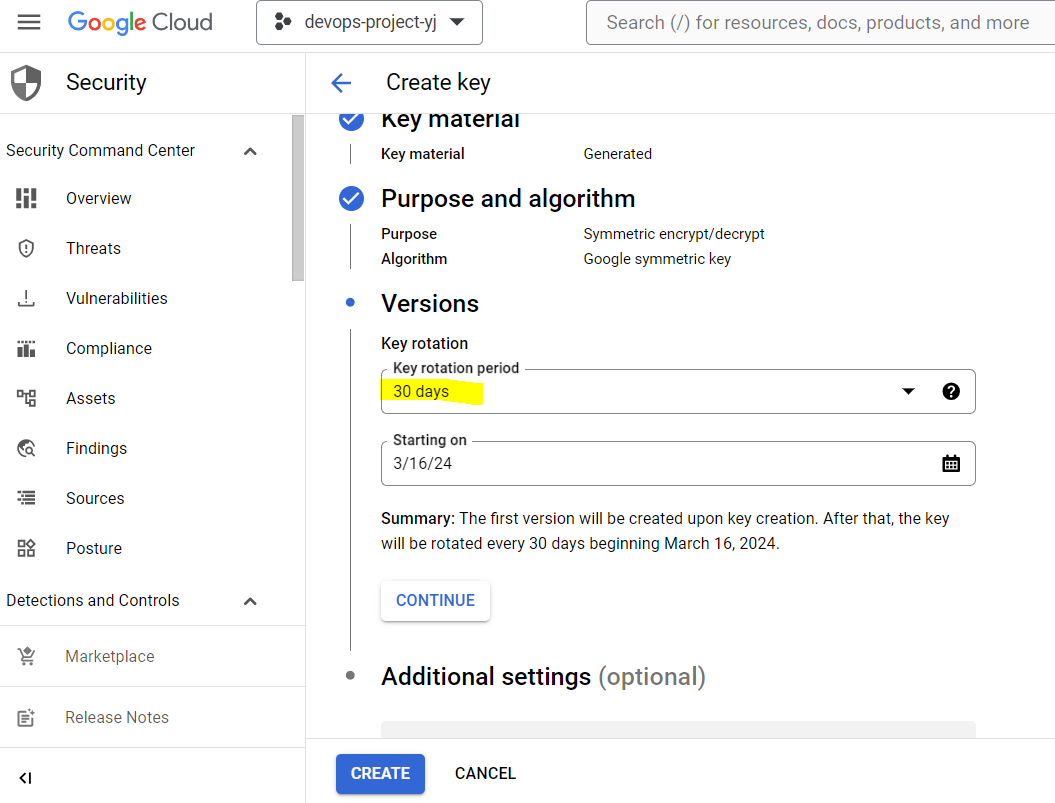 Google Cloud
devops-project-yj
Search (/) for resources, docs, products, and more
Security
Create key
Security Command Center
Overview
Threats
Vulnerabilities
Compliance
Assets
Findings
Sources
Posture
Detections and Controls
Marketplace
Release Notes
Key material
Key material Generated
Purpose and algorithm
Purpose Symmetric encrypt/decrypt
Algorithm Google symmetric key
Versions
Key rotation
Key rotation period
30 days
Starting on
3/16/24
Summary: The first version will be created upon key creation. After that, the key
will be rotated every 30 days beginning March 16, 2024.
CONTINUE
Additional settings (optional)
CREATE CANCEL